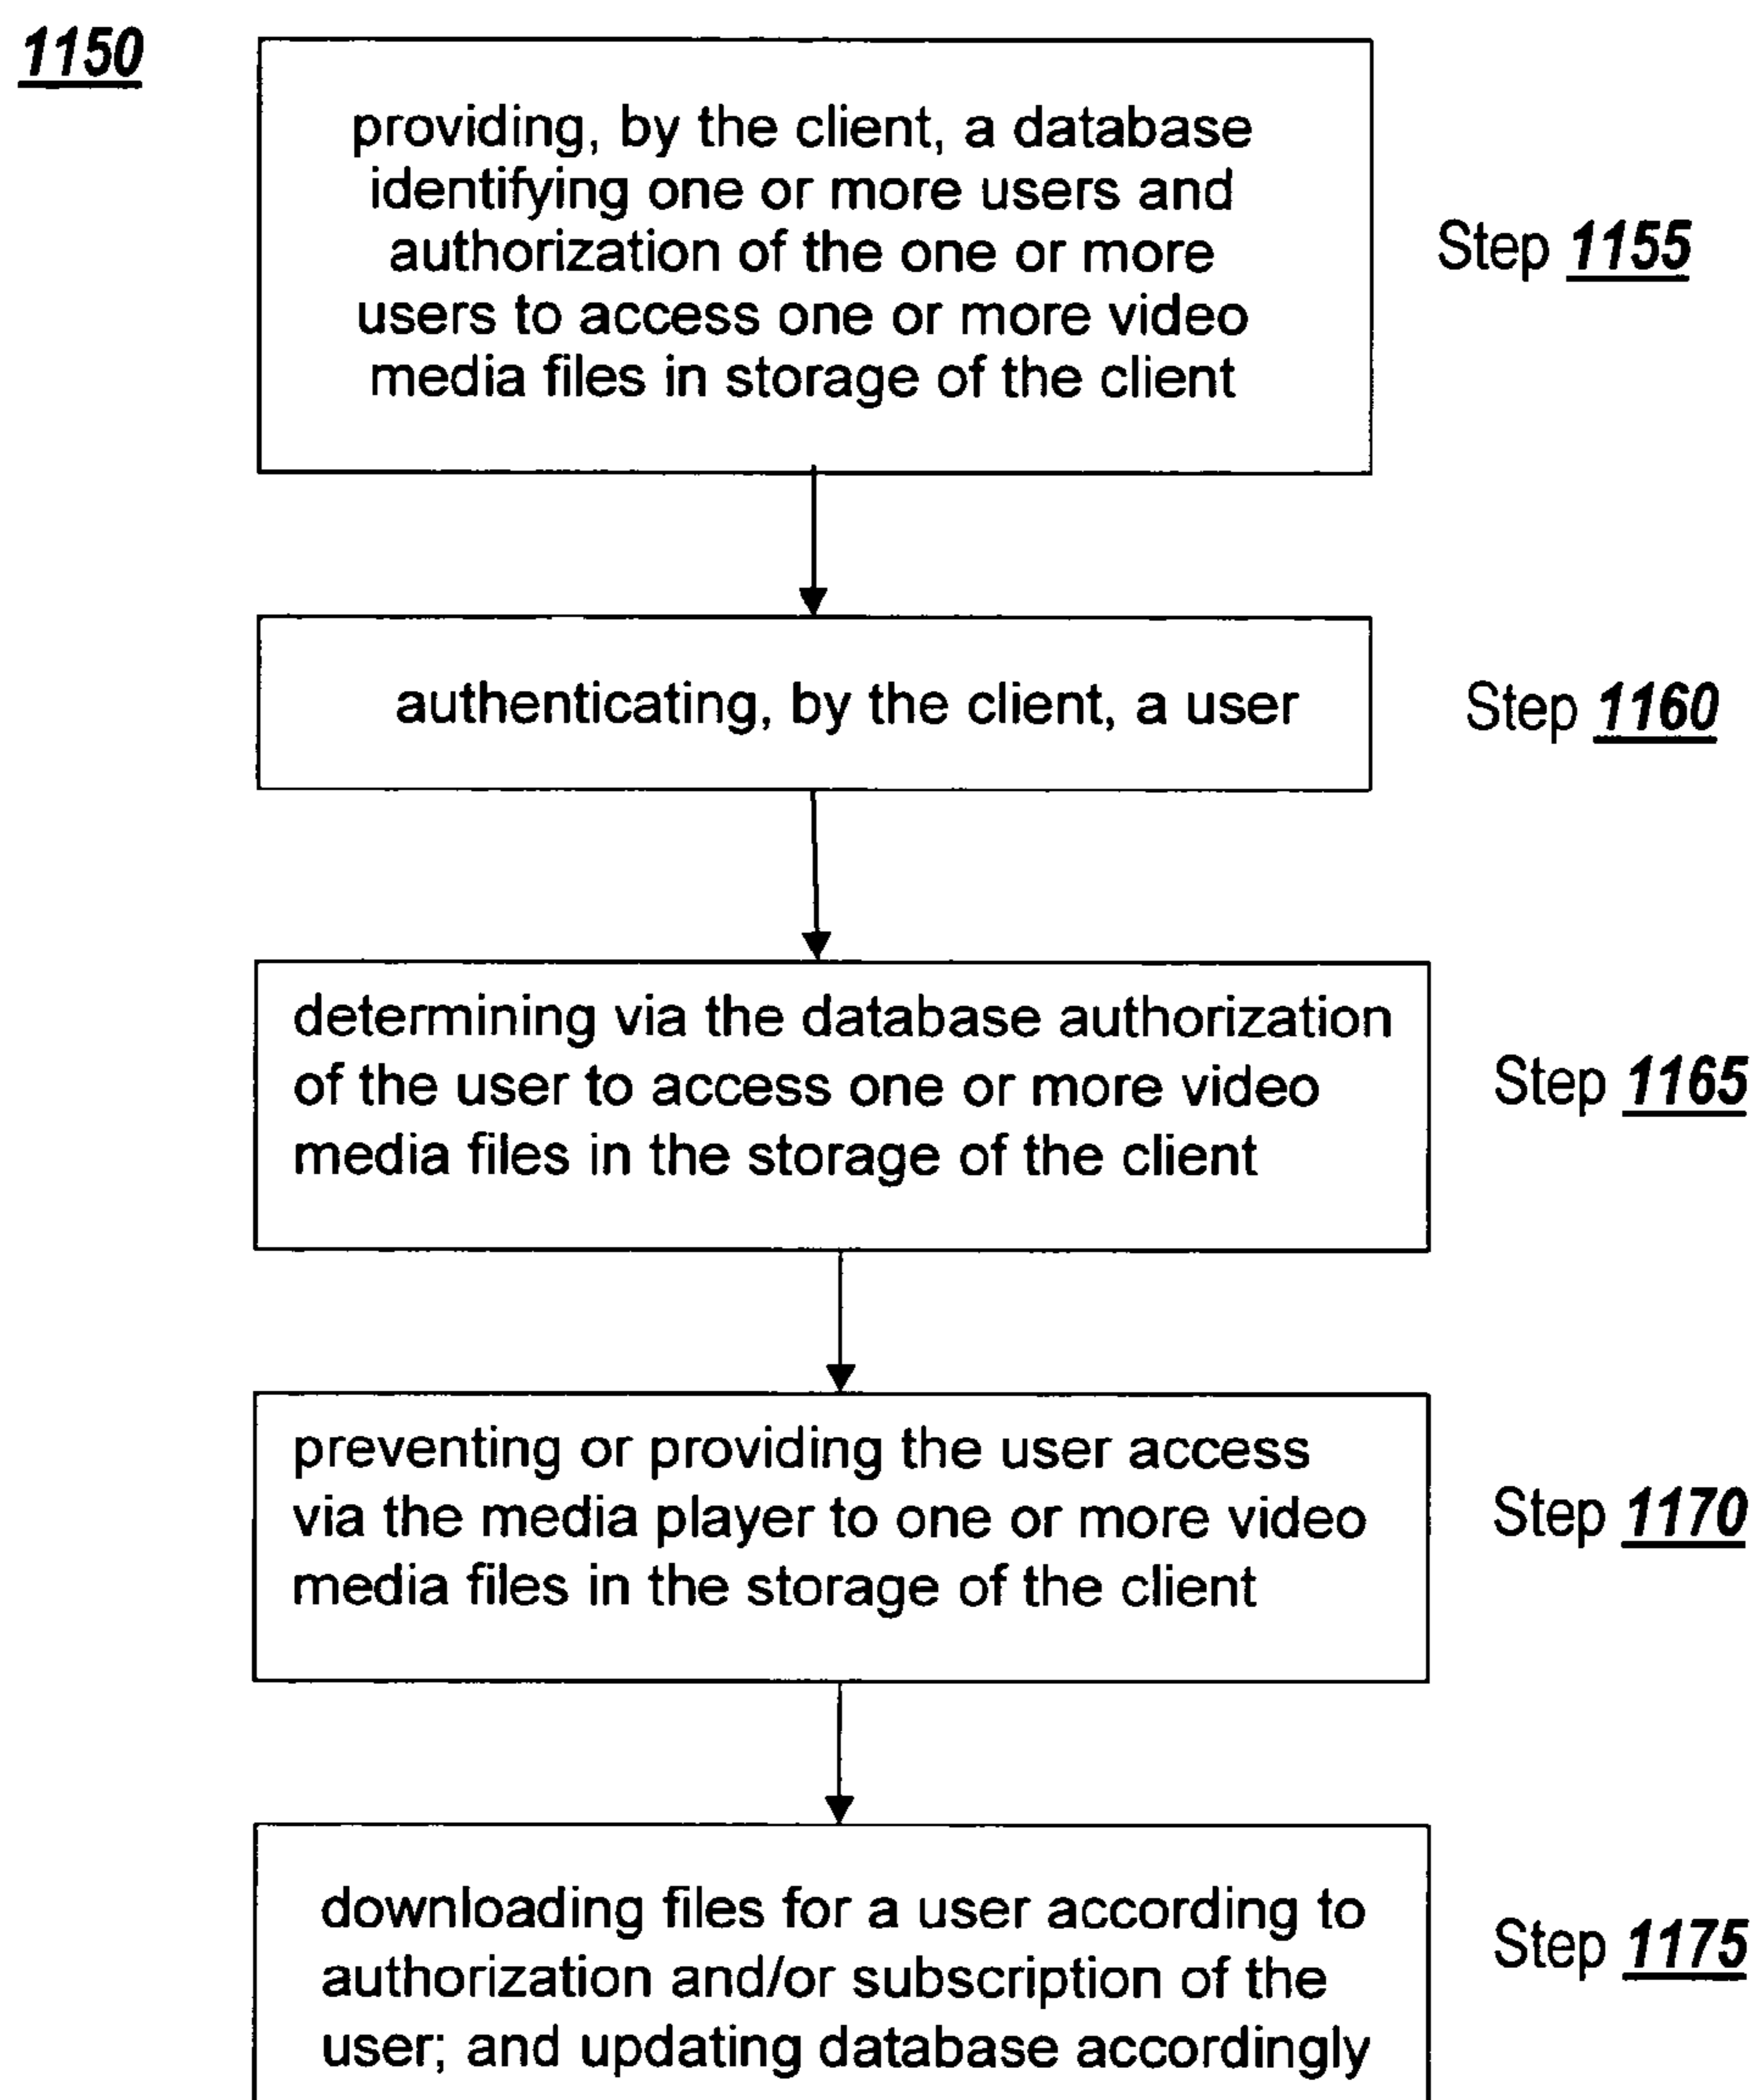 1150
providing, by the client, a database
identifying one or more users and
authorization of the one or more
users to access one or more video
media files in storage of the client
Step 1155
authenticating, by the client, a user
Step 1160
determining via the database authorization
of the user to access one or more video
media files in the storage of the client
Step 1165
preventing or providing the user access
via the media player to one or more video
media files in the storage of the client
Step 1170
downloading files for a user according to
authorization and/or subscription of the
user; and updating database accordingly
Step 1175